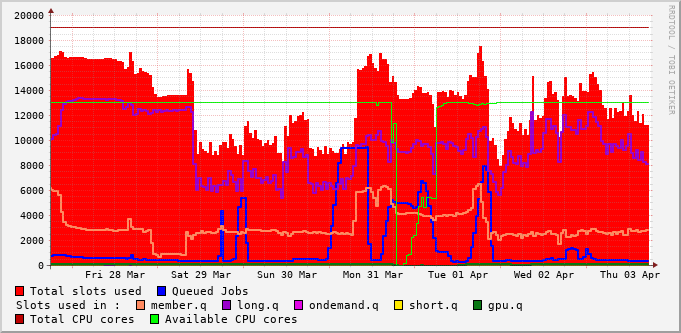 20000
18000
16000
14000
12000
10000
8000
6000
4000
2000
0
Fri 28 Mar Sat 29 Mar Sun 30 Mar Mon 31 Mar Tue 01 Apr Wed 02 Apr Thu 03 Apr
Total slots used Queued Jobs
Slots used in : member.q long.q ondemand.q short.q gpu.q
Total CPU cores Available CPU cores
RRDTOOL / TOBI OETIKER